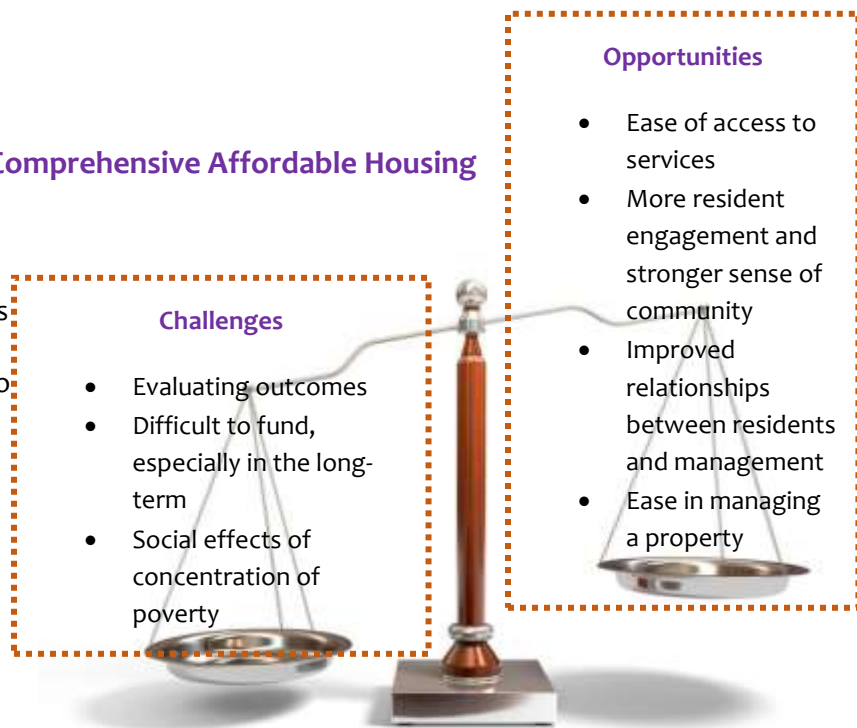 Comprehensive Affordable Housing
s
o
Challenges
• Evaluating outcomes
• Difficult to fund,
especially in the long-
term
• Social effects of
concentration of
poverty
Opportunities
• Ease of access to
services
• More resident
engagement and
stronger sense of
community
• Improved
relationships
between residents
and management
• Ease in managing
a property